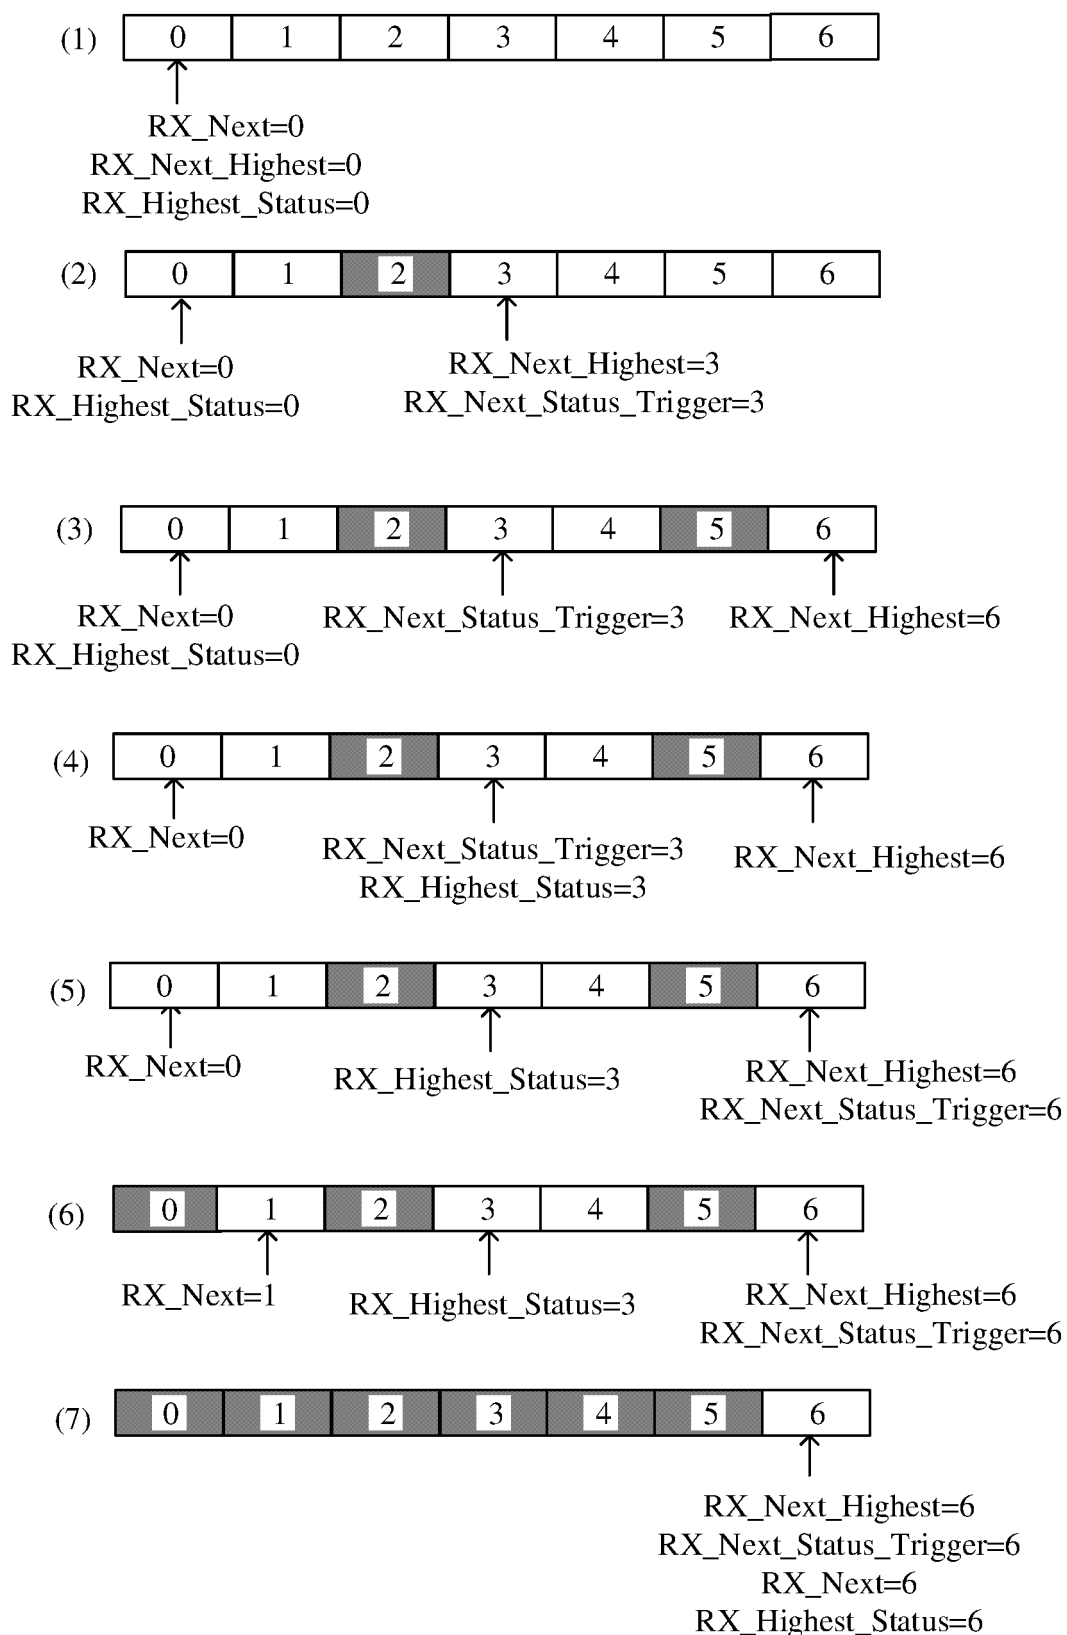 (1) 0 1 2 3 4 5 6
RX_Next=0
RX_Next_Highest=0
RX_Highest_Status=0
(2) 0 1 2 3 4 5 6
RX_Next=0 RX_Next_Highest=3
RX_Highest_Status=0 RX_Next_Status_Trigger=3
(3) 0 1 2 3 4 5 6
RX_Next=0 RX_Next_Status_Trigger=3 RX_Next_Highest=6
RX_Highest_Status=0
(4) 0 1 2 3 4 5 6
RX_Next=0 RX_Next_Status_Trigger=3 RX_Next_Highest=6
RX_Highest_Status=3
(5) 0 1 2 3 4 5 6
RX_Next=0 RX_Highest_Status=3 RX_Next_Highest=6
RX_Next_Status_Trigger=6
(6) 0 1 2 3 4 5 6
RX_Next=1 RX_Highest_Status=3 RX_Next_Highest=6
RX_Next_Status_Trigger=6
(7) 0 1 2 3 4 5 6
RX_Next_Highest=6
RX_Next_Status_Trigger=6
RX_Next=6
RX_Highest_Status=6